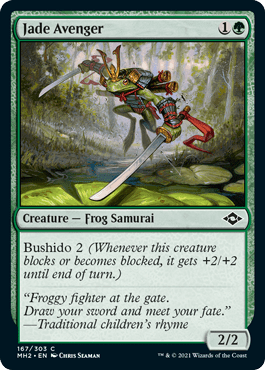 Jade Avenger 1
Creature — Frog Samurai
Bushido 2 (Whenever this creature
blocks or becomes blocked, it gets +2/+2
until end of turn.)
“Froggy fighter at the gate.
Draw your sword and meet your fate.”
—Traditional children’s rhyme
2/2
167/303 C
MH2 • EN CHRIS SEAMAN
™ & © 2021 Wizards of the Coast